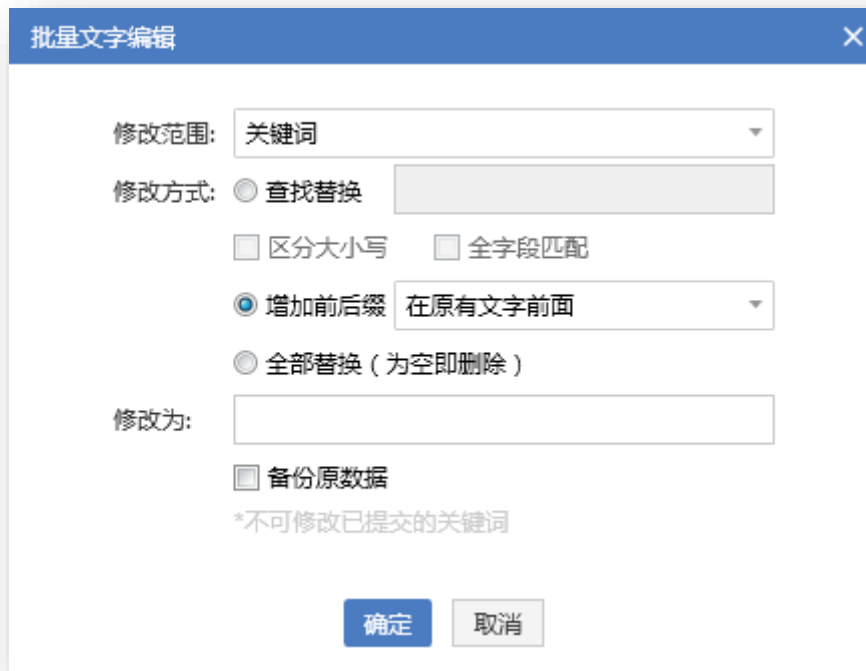 批量文字编辑
修改范围: 关键词
修改方式: 查找替换
区分大小写 全字段匹配
增加前后缀 在原有文字前面
全部替换（为空即删除）
修改为:
备份原数据
*不可修改已提交的关键词
确定 取消